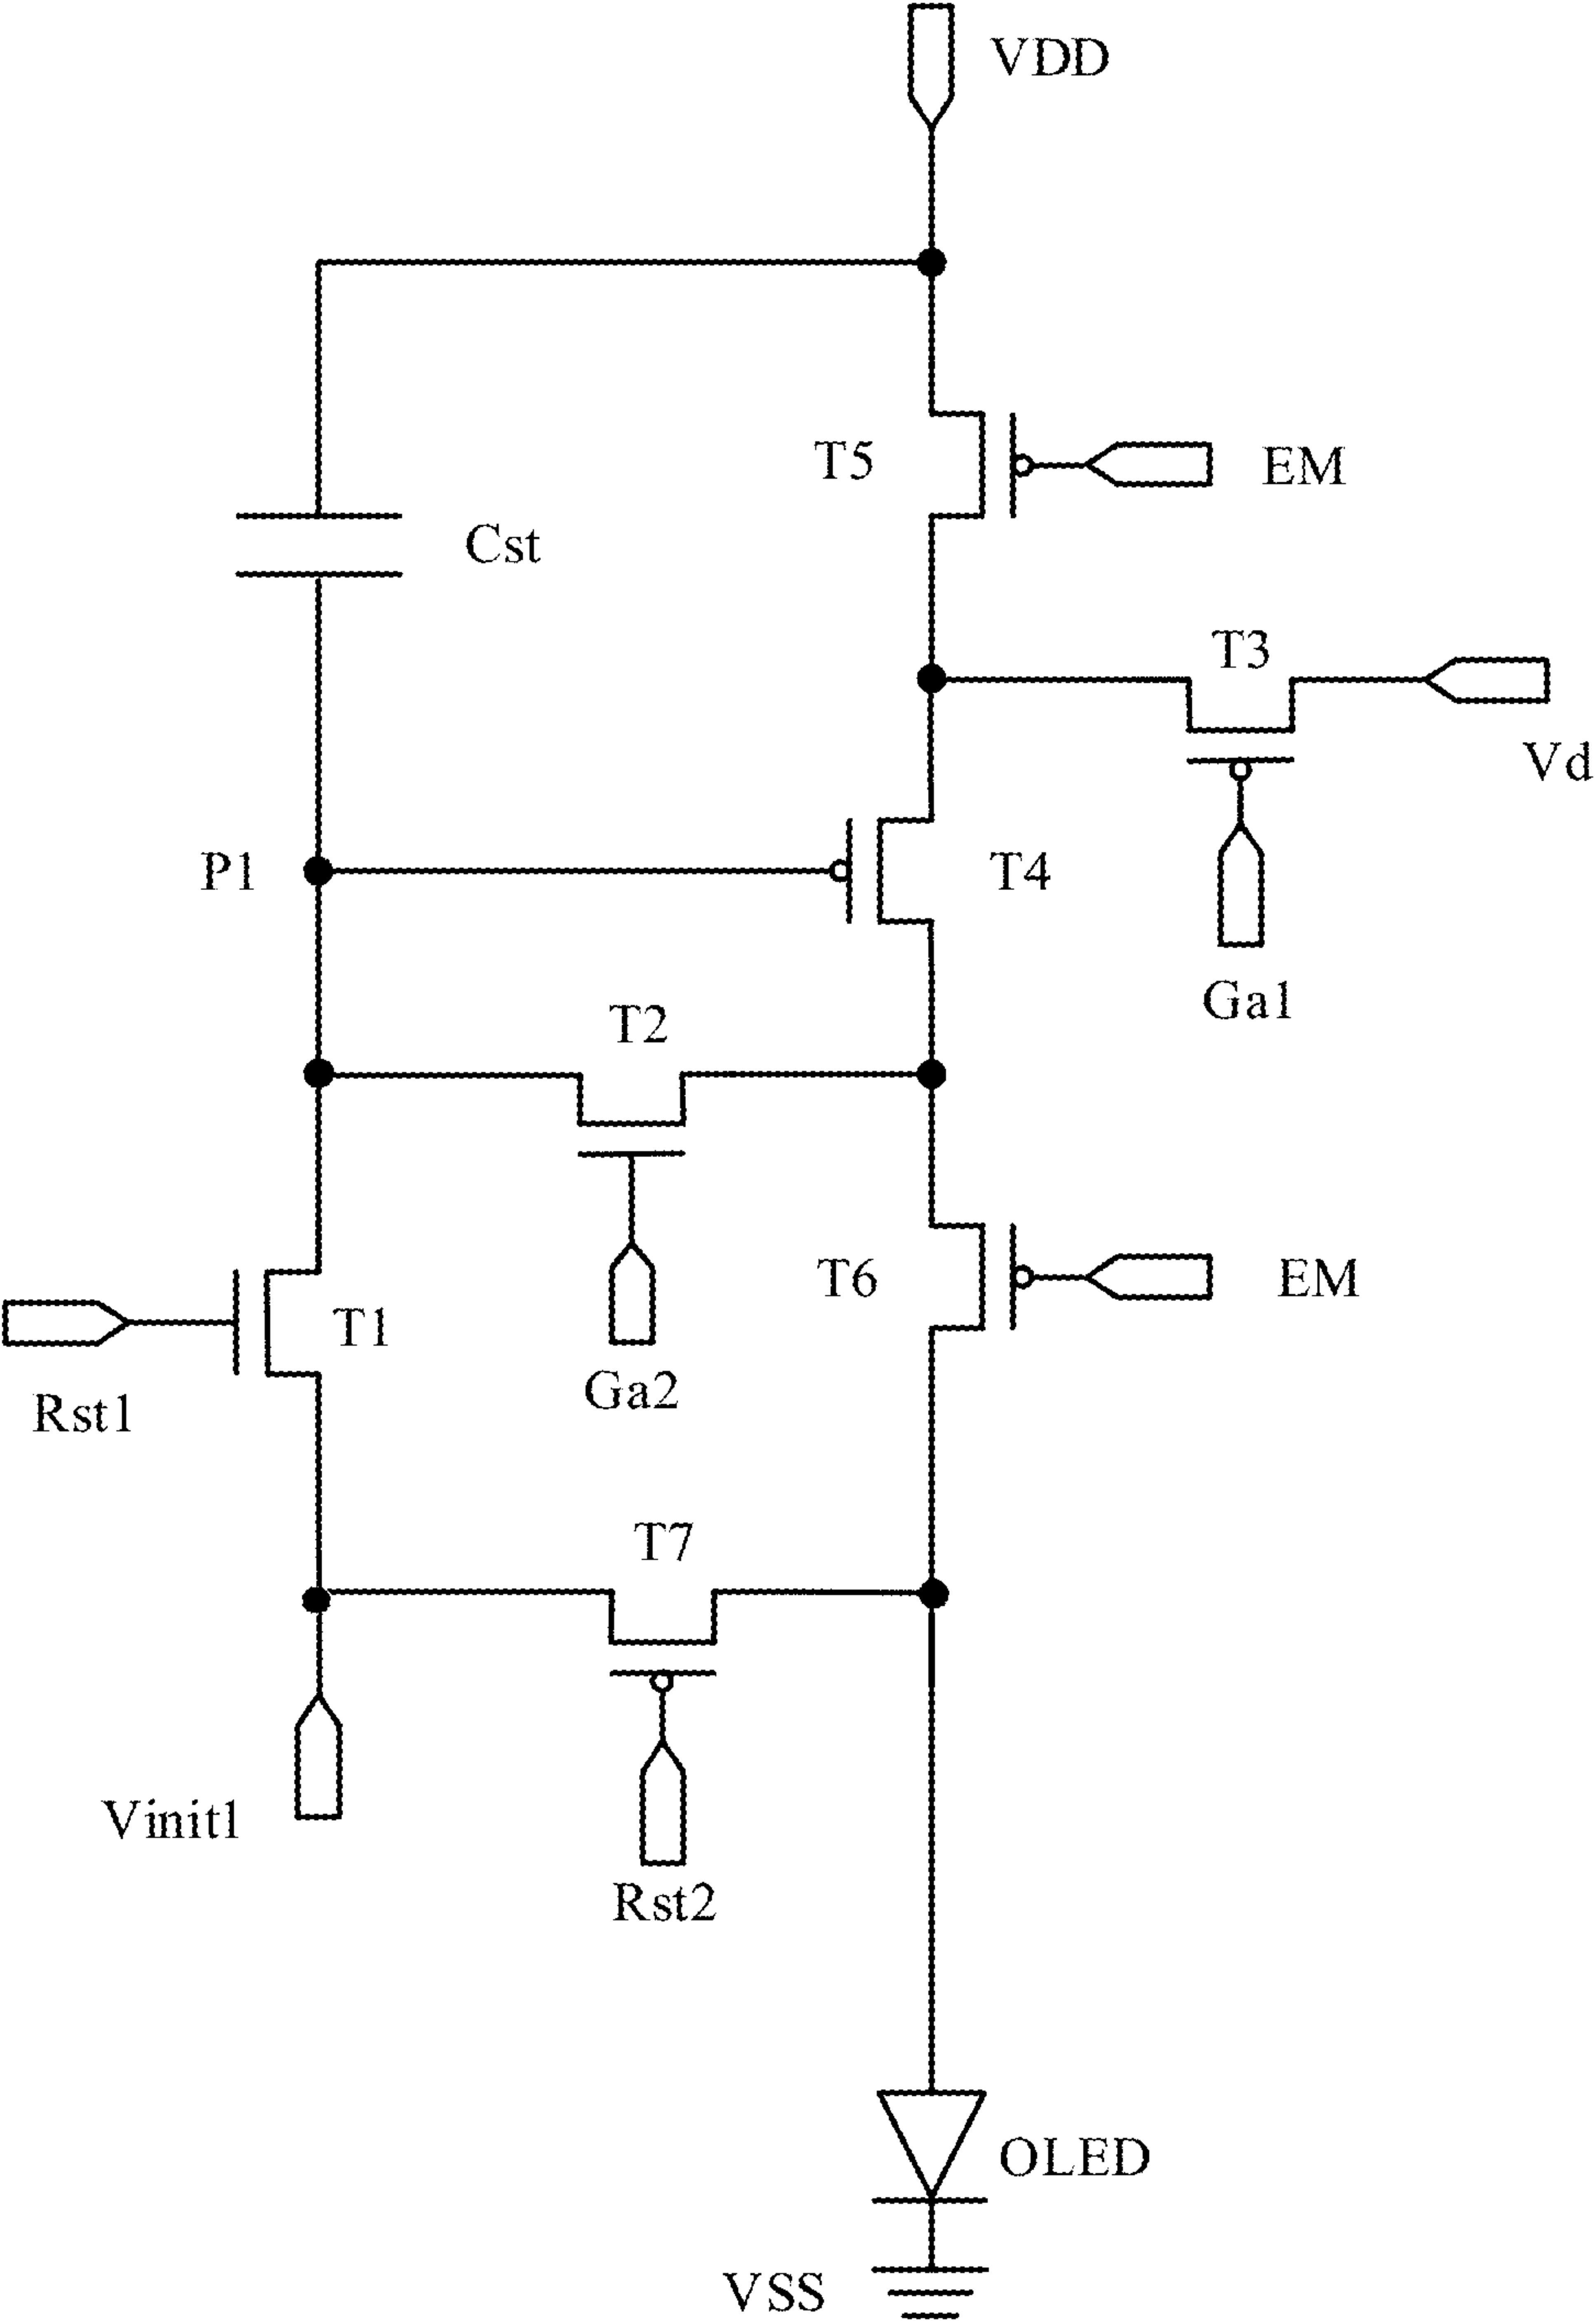 VDD
T5
EM
Cst
T3
Vd
P1
T4
Ga1
T2
T6
EM
T1
Ga2
Rst1
T7
Vinit1
Rst2
OLED
VSS